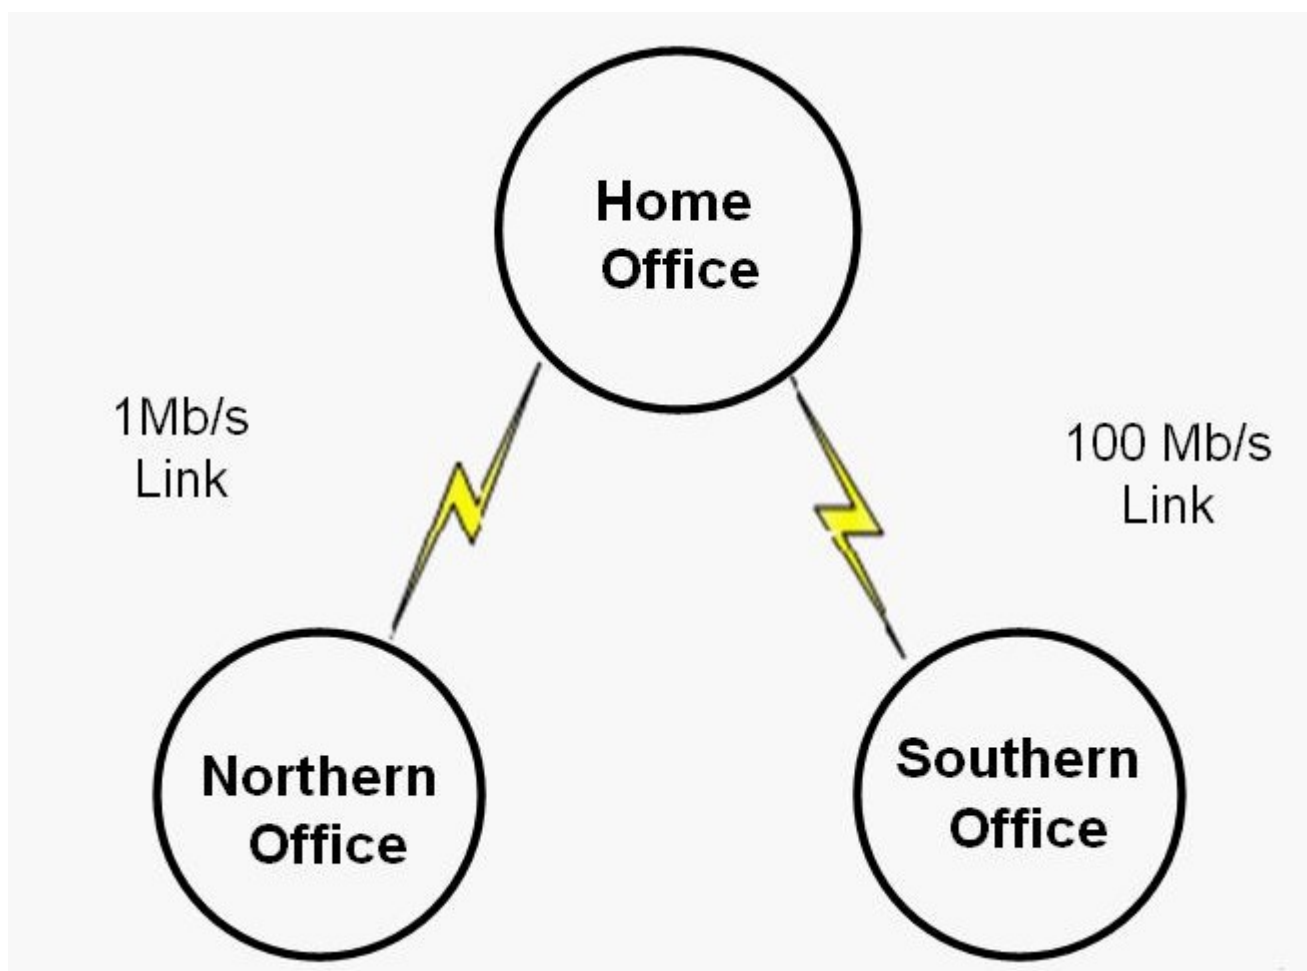 Home
Office
1Mb/s
Link
100 Mb/s
Link
Northern
Office
Southern
Office